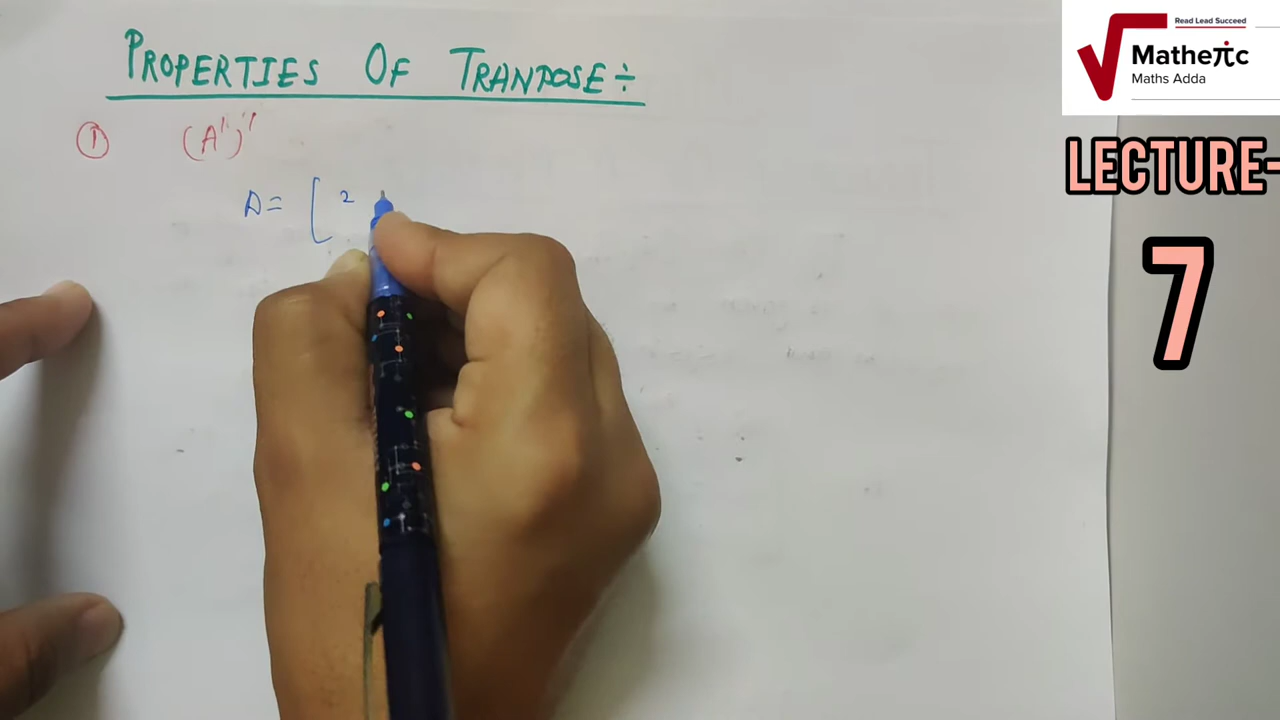 PROPERTIES OF TRANPOSE ÷
① (A')'
A = [ 2
Read Lead Succeed
Matheπc
Maths Adda
LECTURE-
7